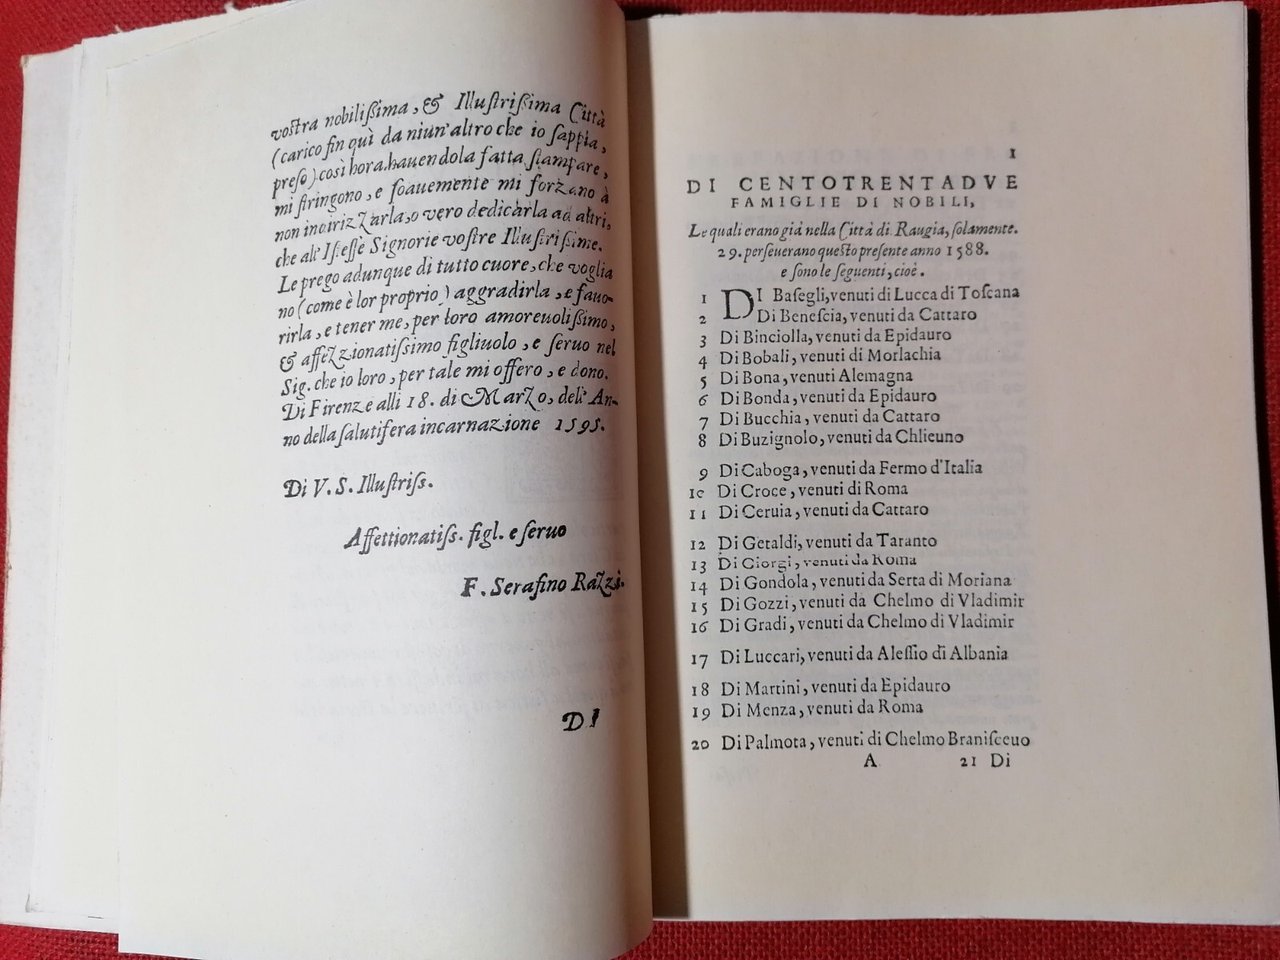 vostra nobiliſſima, & Illuſtriſſima Città
(carico fin quì da niun'altro che io ſappia,
preſo) così hora hauendola fatta ſtampare,
mi ſtringono, e ſoauemente mi forzano à
non inairizZarla, o vero dedicarla ad altri,
che all' Iſteſſe Signorie voſtre Illuſtriſſime.
Le prego adunque di tutto cuore, che voglia
no (come è lor proprio) aggradirla, e fauo-
rirla, e tener me, per loro amoreuoliſſimo,
& affeZzionatiſſimo figliuolo, e ſeruo nel
Sig. che io loro, per tale mi offero, e dono.
Di Firenze alli 18. di MarZo, dell' An-
no della ſalutifera incarnazione 1595.
Di V. S. Illuſtriſs.
Affettionatiſs. figl. e ſeruo
F. Serafino RaZzi.
DI
1
DI CENTOTRENTADVE
FAMIGLIE DI NOBILI,
Le quali erano già nella Città di Raugia, ſolamente.
29. perſeuerano queſto preſente anno 1588.
e ſono le ſeguenti, cioè.
1 DI Baſegli, venuti di Lucca di Toſcana
2 Di Beneſcia, venuti da Cattaro
3 Di Binciolla, venuti da Epidauro
4 Di Bobali, venuti di Morlachia
5 Di Bona, venuti Alemagna
6 Di Bonda, venuti da Epidauro
7 Di Bucchia, venuti da Cattaro
8 Di Buzignolo, venuti da Chlieuno
9 Di Caboga, venuti da Fermo d'Italia
10 Di Croce, venuti di Roma
11 Di Ceruia, venuti da Cattaro
12 Di Getaldi, venuti da Taranto
13 Di Giorgi, venuti da Roma
14 Di Gondola, venuti da Serta di Moriana
15 Di Gozzi, venuti da Chelmo di Vladimir
16 Di Gradi, venuti da Chelmo di Vladimir
17 Di Luccari, venuti da Aleſſio di Albania
18 Di Martini, venuti da Epidauro
19 Di Menza, venuti da Roma
20 Di Palmota, venuti di Chelmo Braniſceuo
A 21 Di